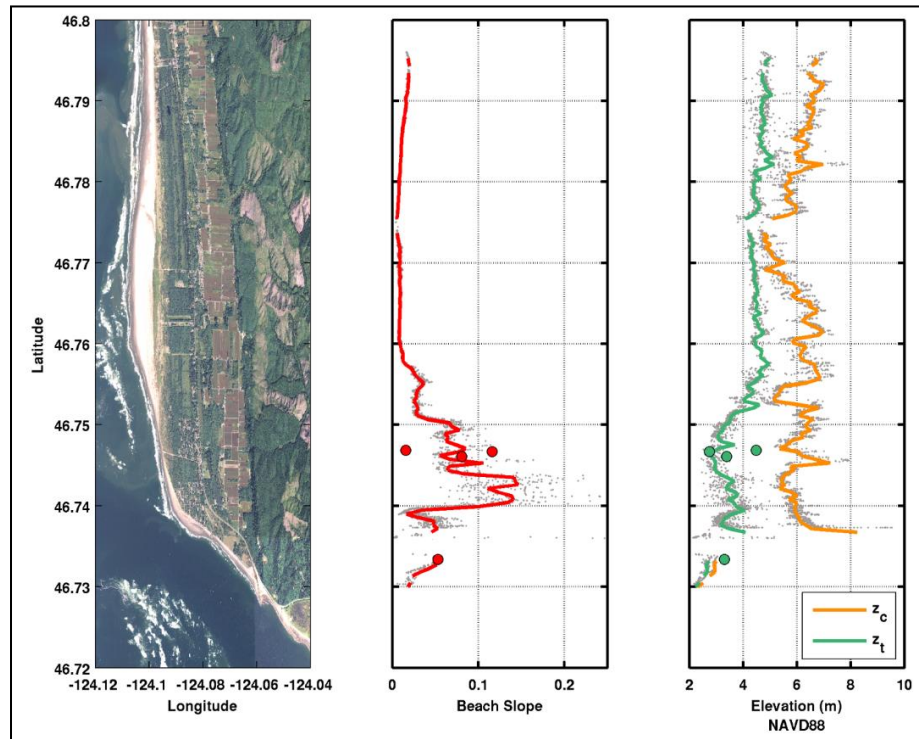 46.8
46.79
46.78
46.77
46.76
46.75
46.74
46.73
46.72
Latitude
-124.12 -124.1 -124.08 -124.06 -124.04
Longitude
0 0.1 0.2
Beach Slope
z_c
z_t
2 4 6 8 10
Elevation (m)
NAVD88